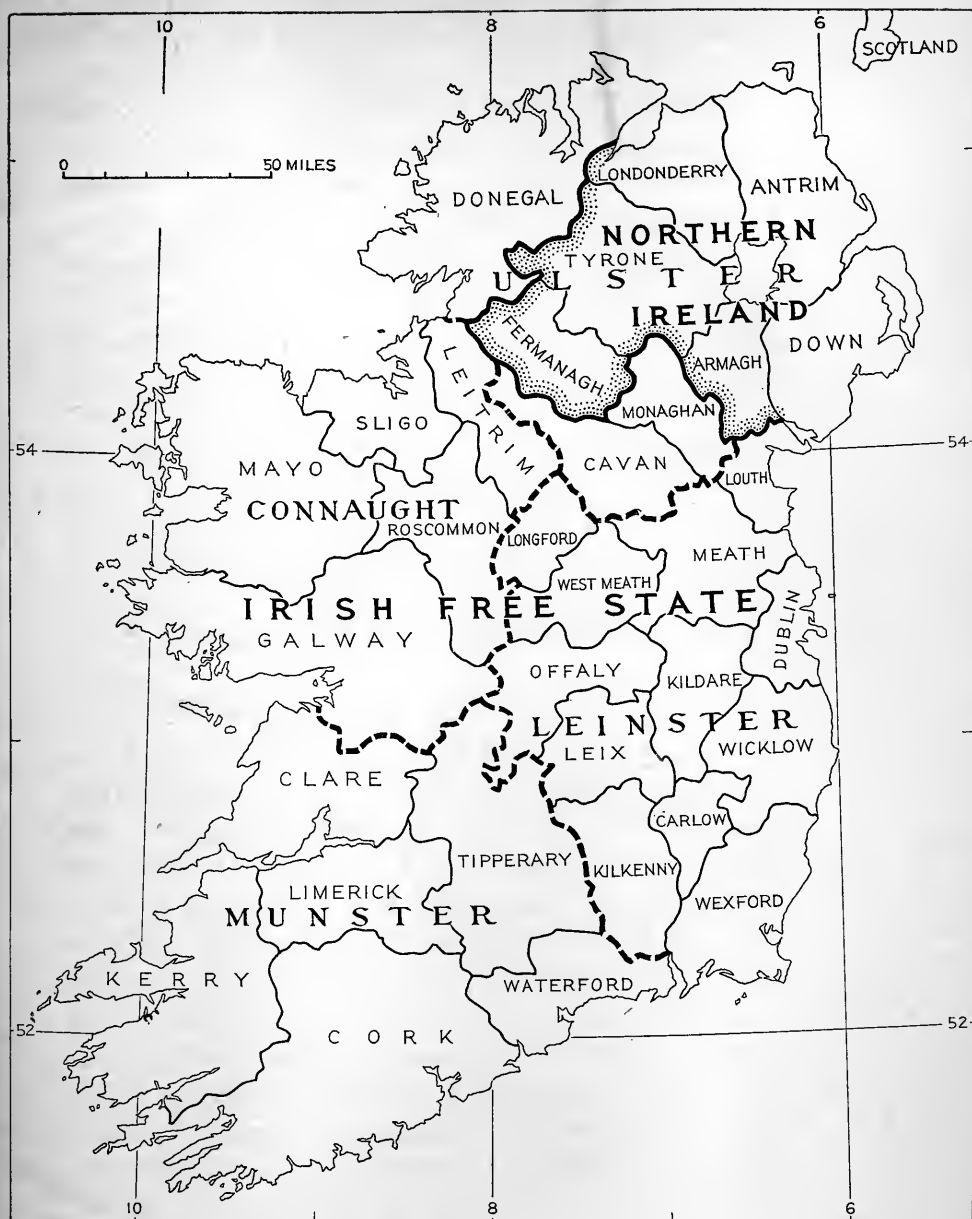 10
8
6
SCOTLAND
0
50 MILES
DONEGAL
LONDONDERRY
ANTRIM
NORTHERN
TYRONE
ULSTER
IRELAND
DOWN
FERMANAGH
ARMAGH
LEITRIM
MONAGHAN
SLIGO
54
54
MAYO
CAVAN
LOUTH
CONNAUGHT
ROSCOMMON
LONGFORD
MEATH
WEST MEATH
IRISH FREE STATE
DUBLIN
GALWAY
OFFALY
KILDARE
LEINSTER
LEIX
WICKLOW
CLARE
CARLOW
TIPPERARY
KILKENNY
LIMERICK
WEXFORD
MUNSTER
KERRY
WATERFORD
52
52
CORK
10
8
6